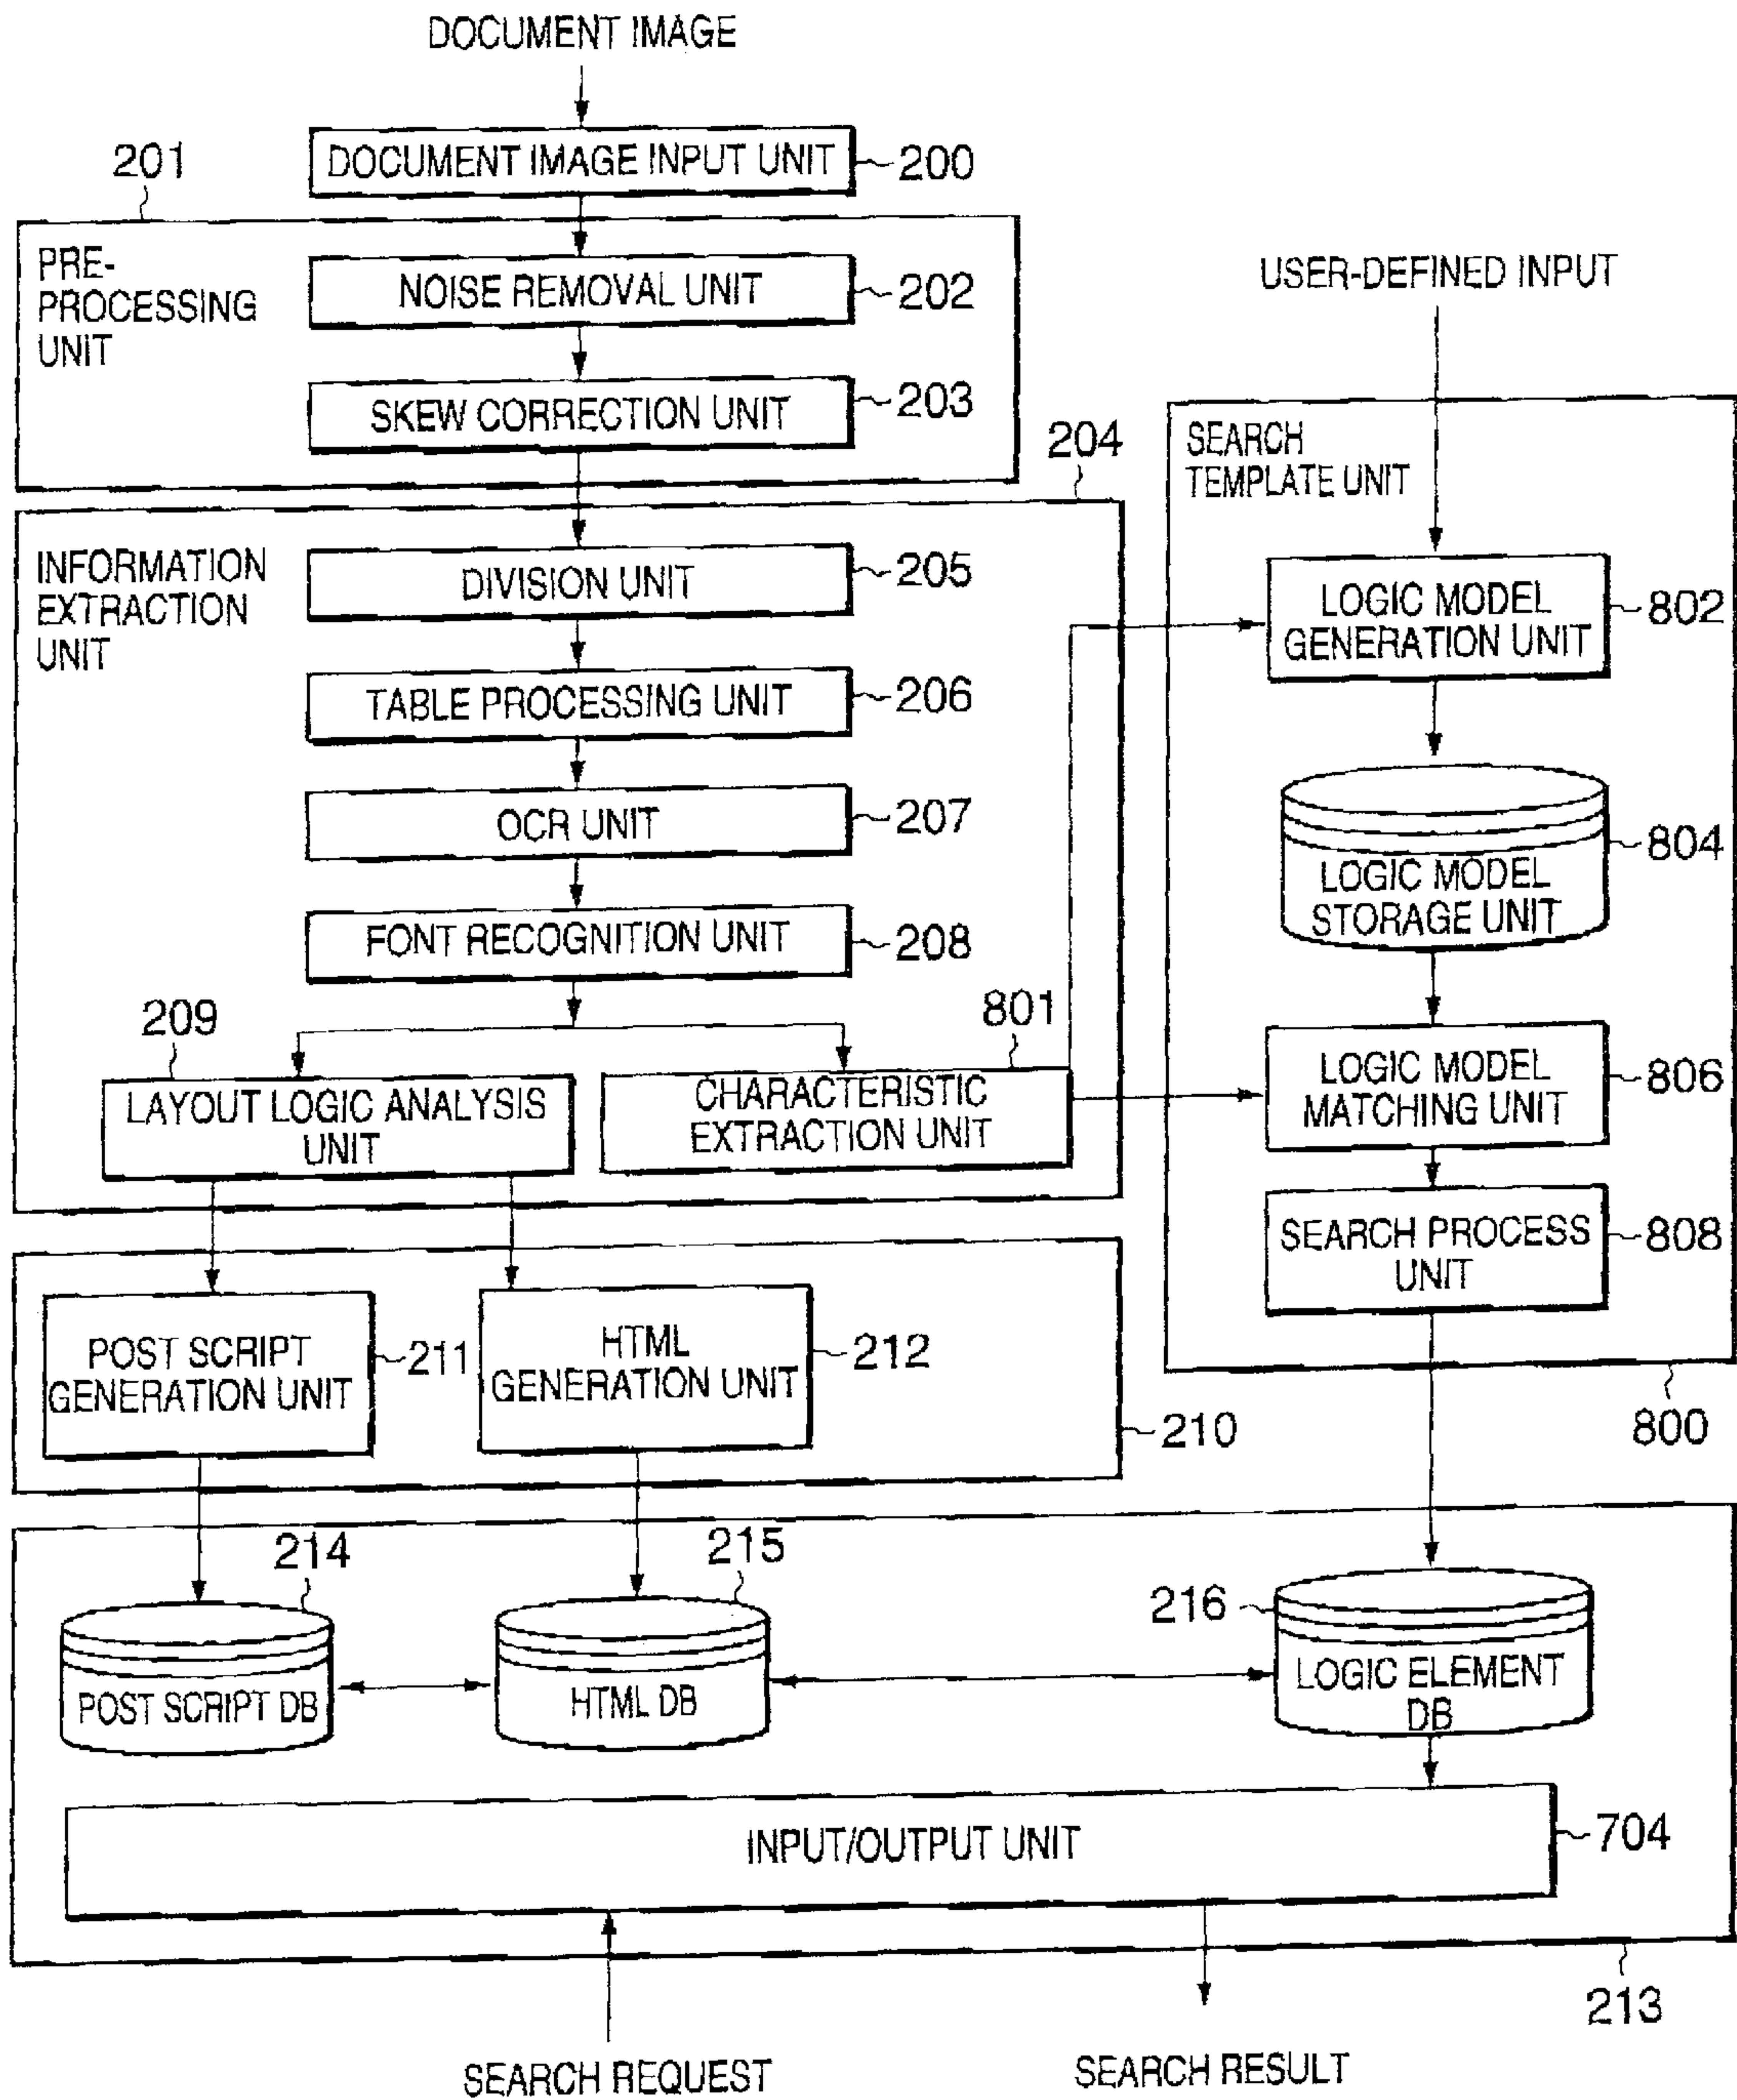 DOCUMENT IMAGE
DOCUMENT IMAGE INPUT UNIT
200
201
PRE-
PROCESSING
UNIT
NOISE REMOVAL UNIT
202
SKEW CORRECTION UNIT
203
204
INFORMATION
EXTRACTION
UNIT
DIVISION UNIT
205
TABLE PROCESSING UNIT
206
OCR UNIT
207
FONT RECOGNITION UNIT
208
209
LAYOUT LOGIC ANALYSIS
UNIT
801
CHARACTERISTIC
EXTRACTION UNIT
USER-DEFINED INPUT
SEARCH
TEMPLATE UNIT
LOGIC MODEL
GENERATION UNIT
802
804
LOGIC MODEL
STORAGE UNIT
LOGIC MODEL
MATCHING UNIT
806
SEARCH PROCESS
UNIT
808
800
POST SCRIPT
GENERATION UNIT
211
HTML
GENERATION UNIT
212
210
214
POST SCRIPT DB
215
HTML DB
216
LOGIC ELEMENT
DB
INPUT/OUTPUT UNIT
704
213
SEARCH REQUEST
SEARCH RESULT